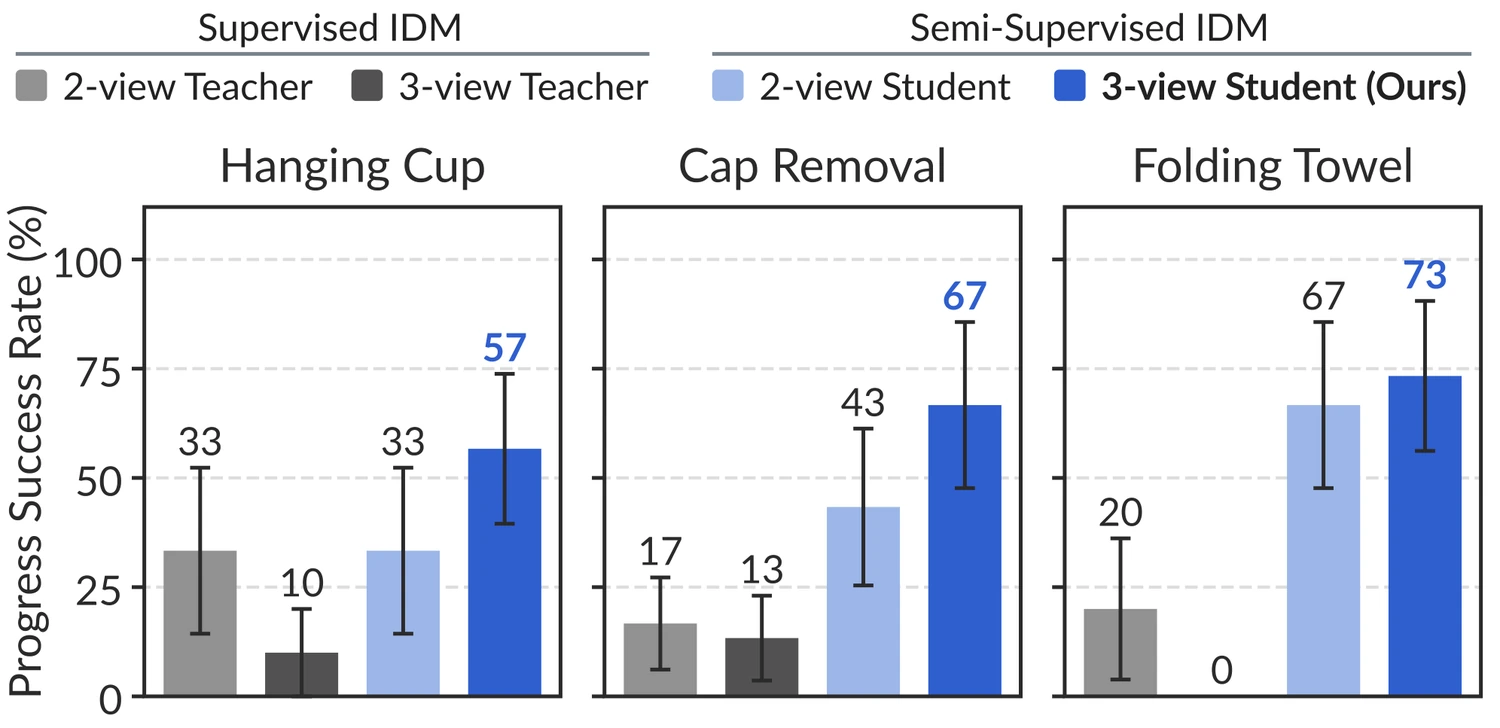 Supervised IDM
Semi-Supervised IDM
2-view Teacher
3-view Teacher
2-view Student
3-view Student (Ours)
Hanging Cup
Cap Removal
Folding Towel
Progress Success Rate (%)
100
75
50
25
0
33
10
33
57
17
13
43
67
20
0
67
73